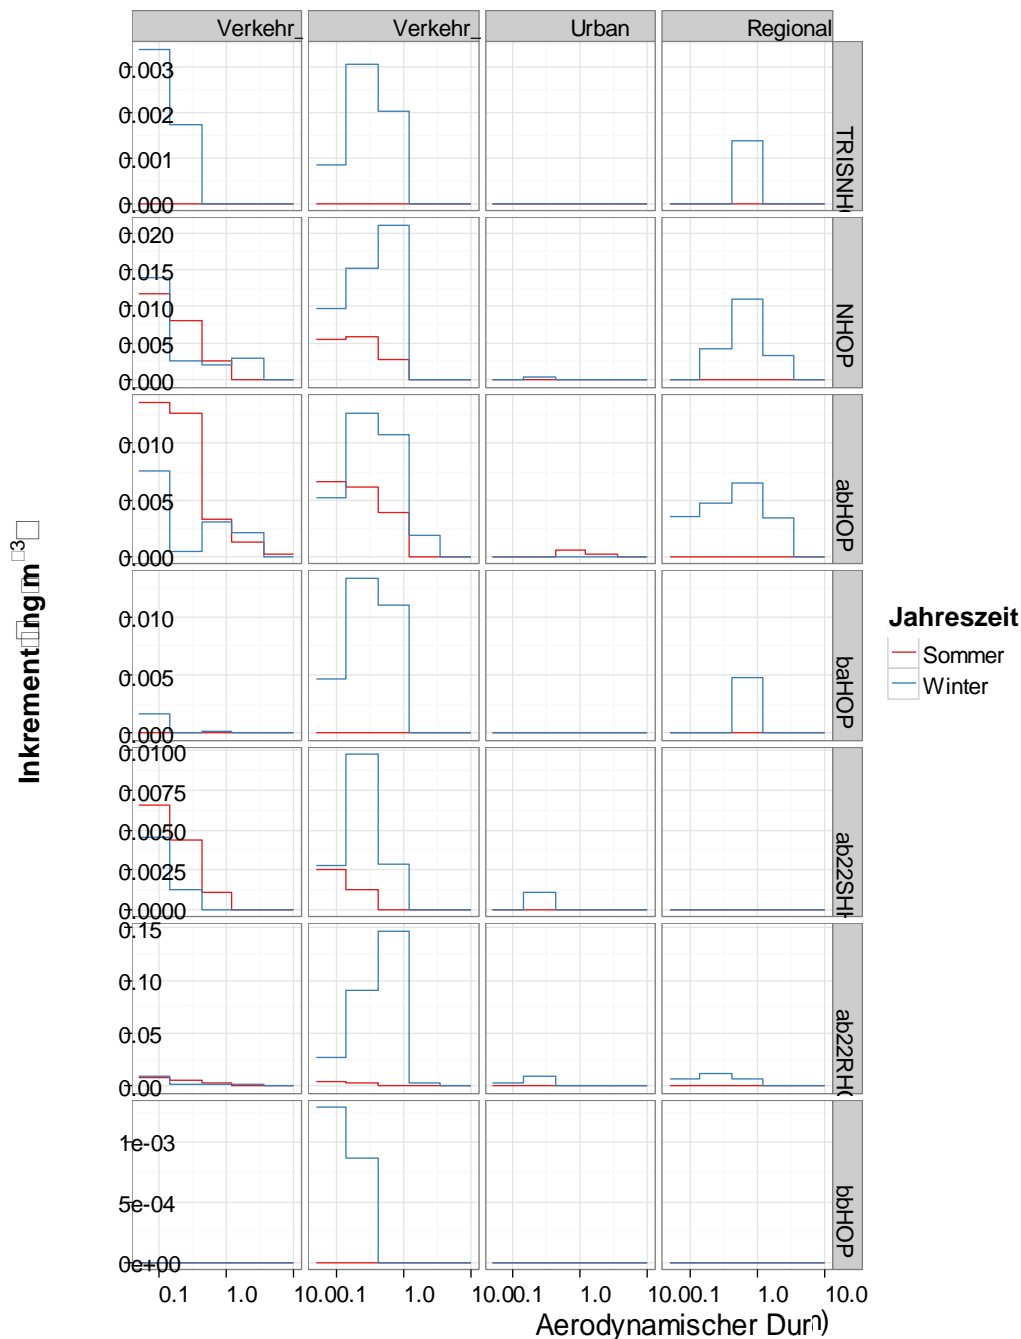 Verkehr_ Verkehr_ Urban Regional
0.003
0.002
0.001
0.000
TRISNH
0.020
0.015
0.010
0.005
0.000
NHOP
0.010
0.005
0.000
abHOP
0.010
0.005
0.000
baHOP
0.0100
0.0075
0.0050
0.0025
0.0000
ab22SHH
0.15
0.10
0.05
0.00
ab22RH
1e-03
5e-04
0e+00
bbHOP
0.1 1.0 10.0 0.1 1.0 10.0 0.1 1.0 10.0 0.1 1.0 10.0
Aerodynamischer Dur
Inkrement ng m 3
Jahreszeit
Sommer
Winter